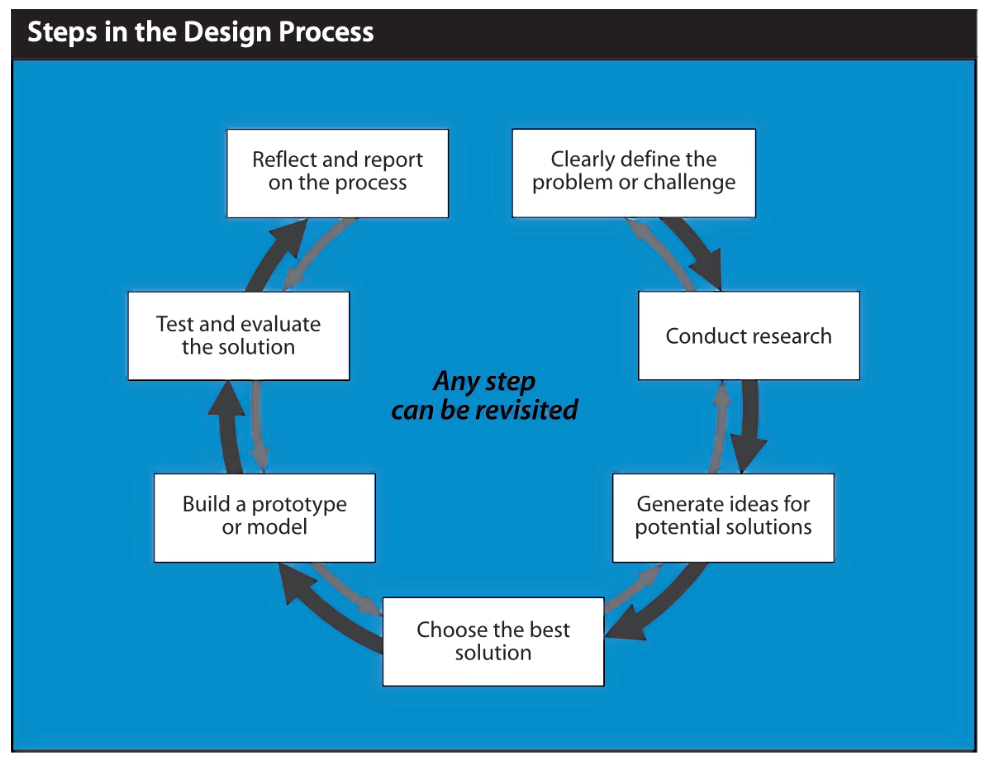 Steps in the Design Process
Reflect and report
on the process
Clearly define the
problem or challenge
Test and evaluate
the solution
Conduct research
Any step
can be revisited
Build a prototype
or model
Generate ideas for
potential solutions
Choose the best
solution